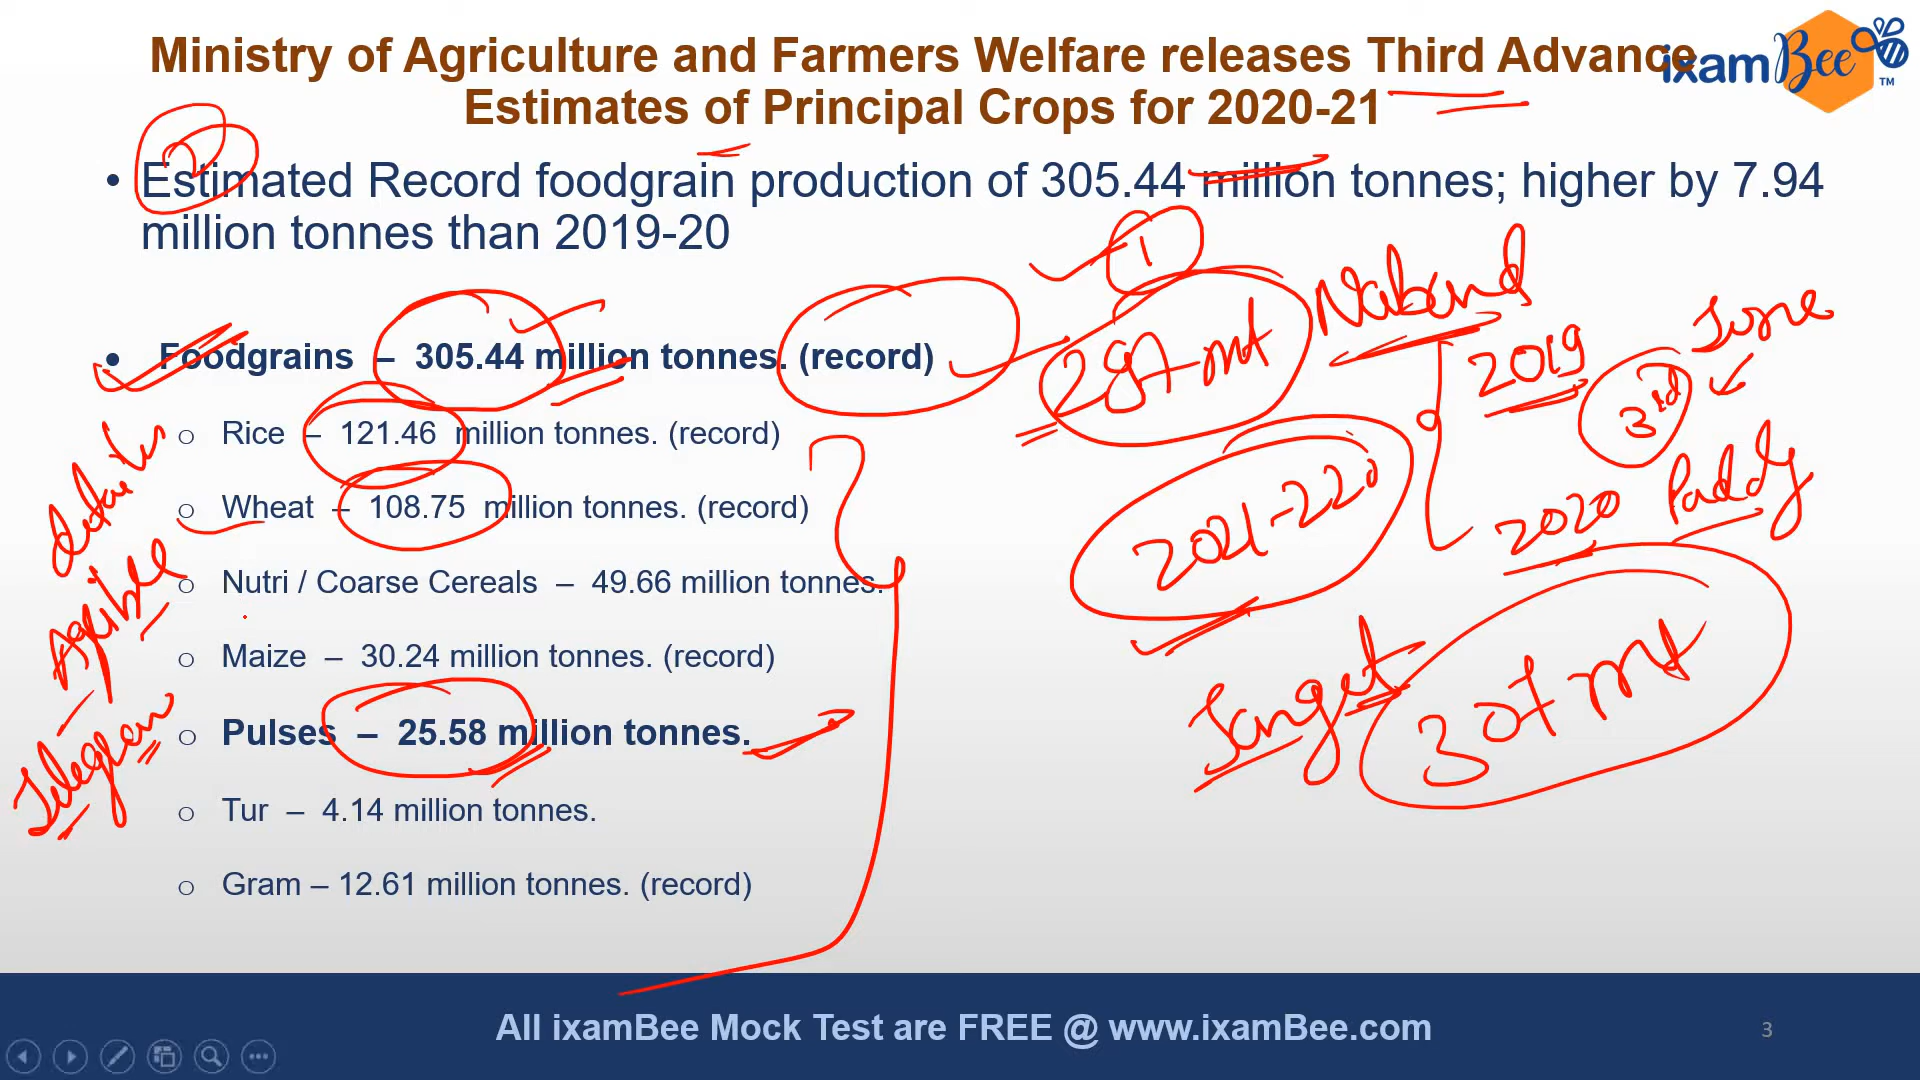 Ministry of Agriculture and Farmers Welfare releases Third Advance
Estimates of Principal Crops for 2020-21
ixamBee™
• Estimated Record foodgrain production of 305.44 million tonnes; higher by 7.94
million tonnes than 2019-20
1
• Foodgrains – 305.44 million tonnes. (record)
297 mt
Nabard
2019
June
3rd
o Rice – 121.46 million tonnes. (record)
o Wheat – 108.75 million tonnes. (record)
2021-22
2020
Paddy
o Nutri / Coarse Cereals – 49.66 million tonnes.
o Maize – 30.24 million tonnes. (record)
Target
307 mt
o Pulses – 25.58 million tonnes.
Telegram
o Tur – 4.14 million tonnes.
o Gram – 12.61 million tonnes. (record)
All ixamBee Mock Test are FREE @ www.ixamBee.com
3